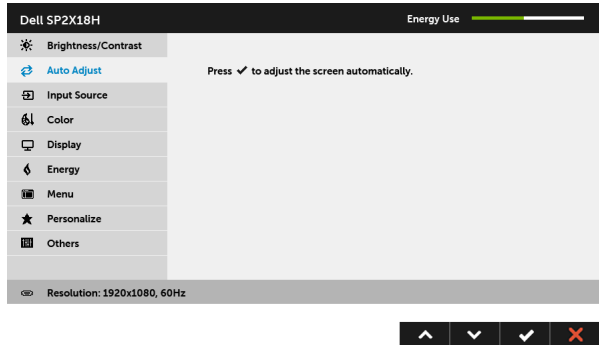 Dell SP2X18H
Energy Use
Brightness/Contrast
Auto Adjust
Press ✔ to adjust the screen automatically.
Input Source
Color
Display
Energy
Menu
Personalize
Others
Resolution: 1920x1080, 60Hz